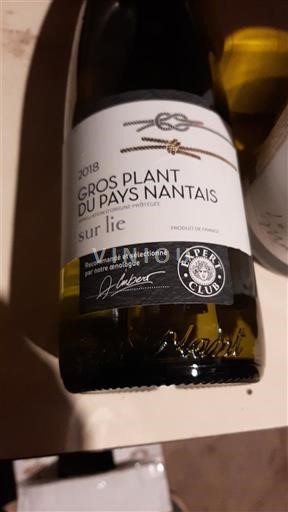 2018
GROS PLANT
DU PAYS NANTAIS
APPELLATION D'ORIGINE PROTÉGÉE
sur lie
PRODUIT DE FRANCE
Recommandé et sélectionné
par notre œnologue
EXPERT
CLUB